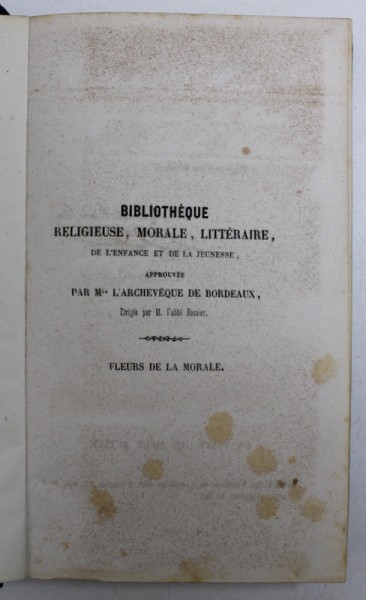 BIBLIOTHÈQUE
RELIGIEUSE, MORALE, LITTÉRAIRE,
DE L'ENFANCE ET DE LA JEUNESSE,
APPROUVÉE
PAR Mgr L'ARCHEVÊQUE DE BORDEAUX,
Dirigée par M. l'abbé Rousier.
FLEURS DE LA MORALE.